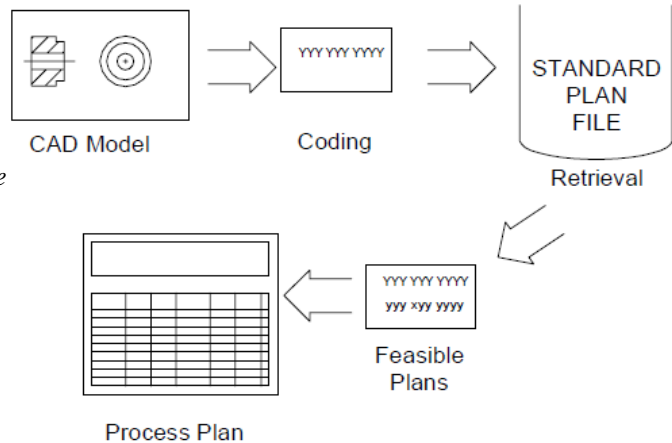 YYY YYY YYYY
STANDARD
PLAN
FILE
CAD Model
Coding
Retrieval
e
YYY YYY YYYY
yyy xyy yyyy
Feasible
Plans
Process Plan